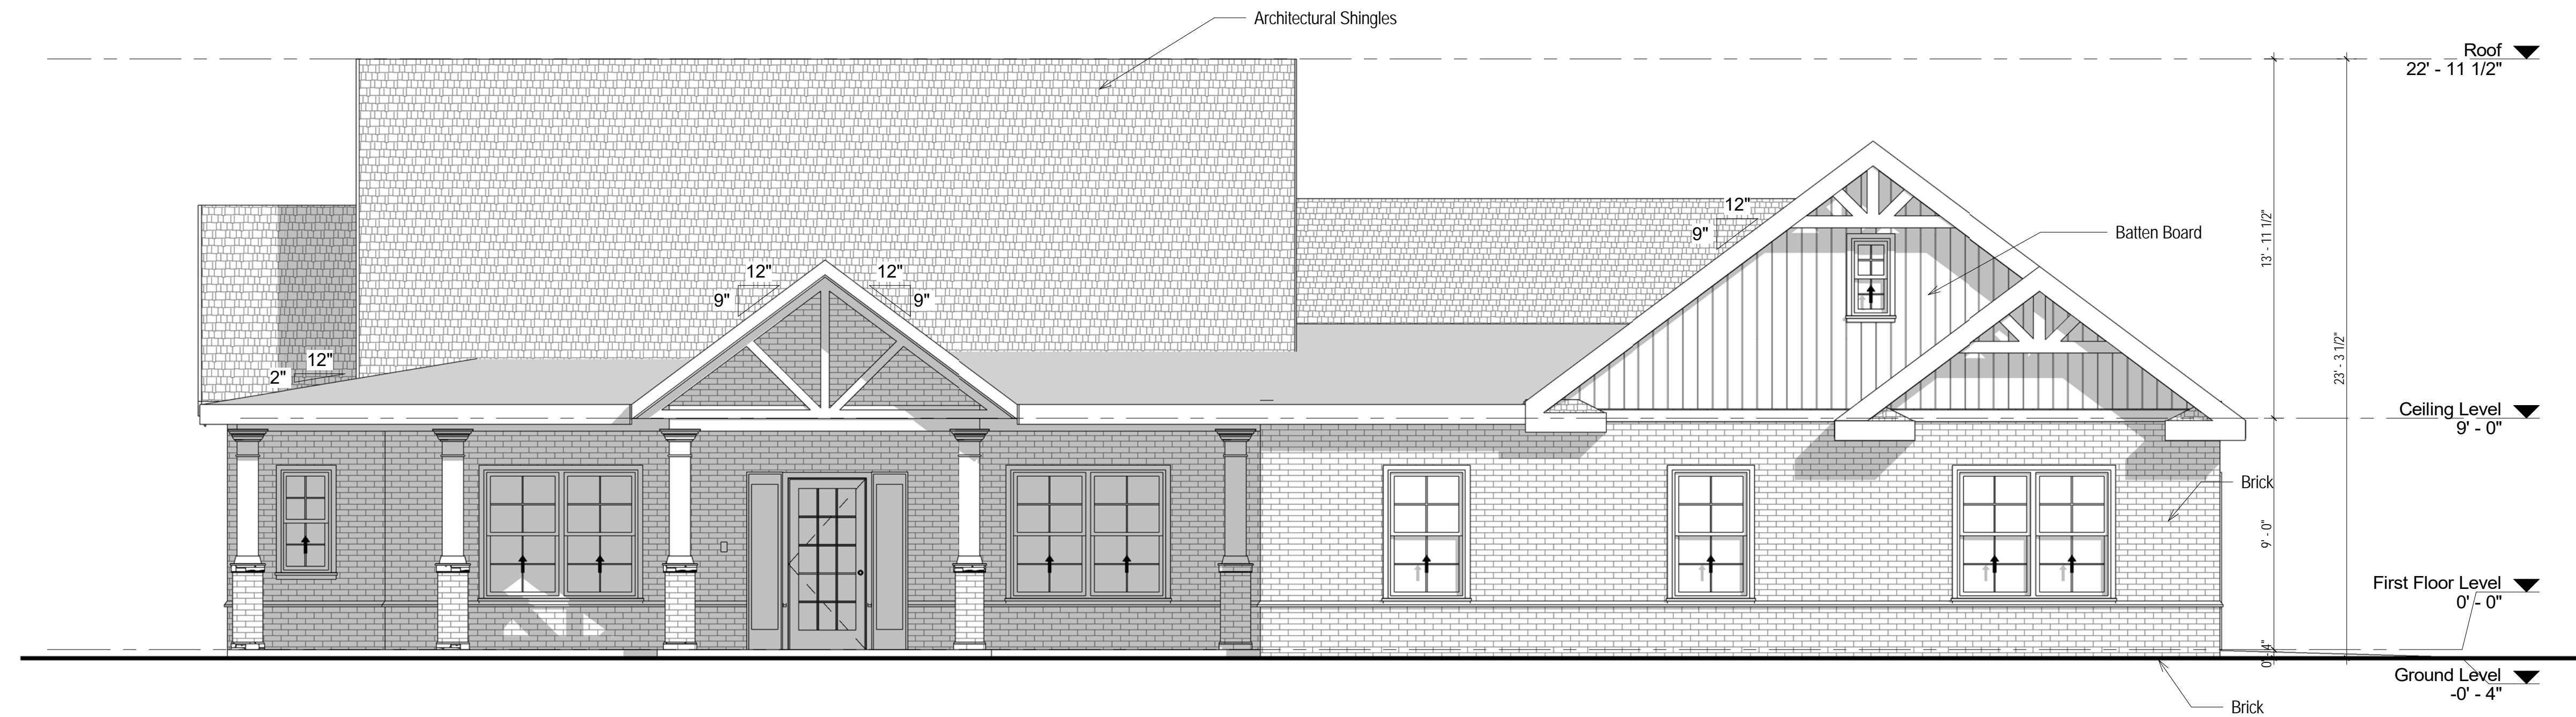 Architectural Shingles
Roof
22' - 11 1/2"
12"
9"
13' - 11 1/2"
Batten Board
12"
12"
9"
9"
12"
2"
23' - 3 1/2"
Ceiling Level
9' - 0"
Brick
9' - 0"
First Floor Level
0' - 0"
0' - 4"
Ground Level
-0' - 4"
Brick